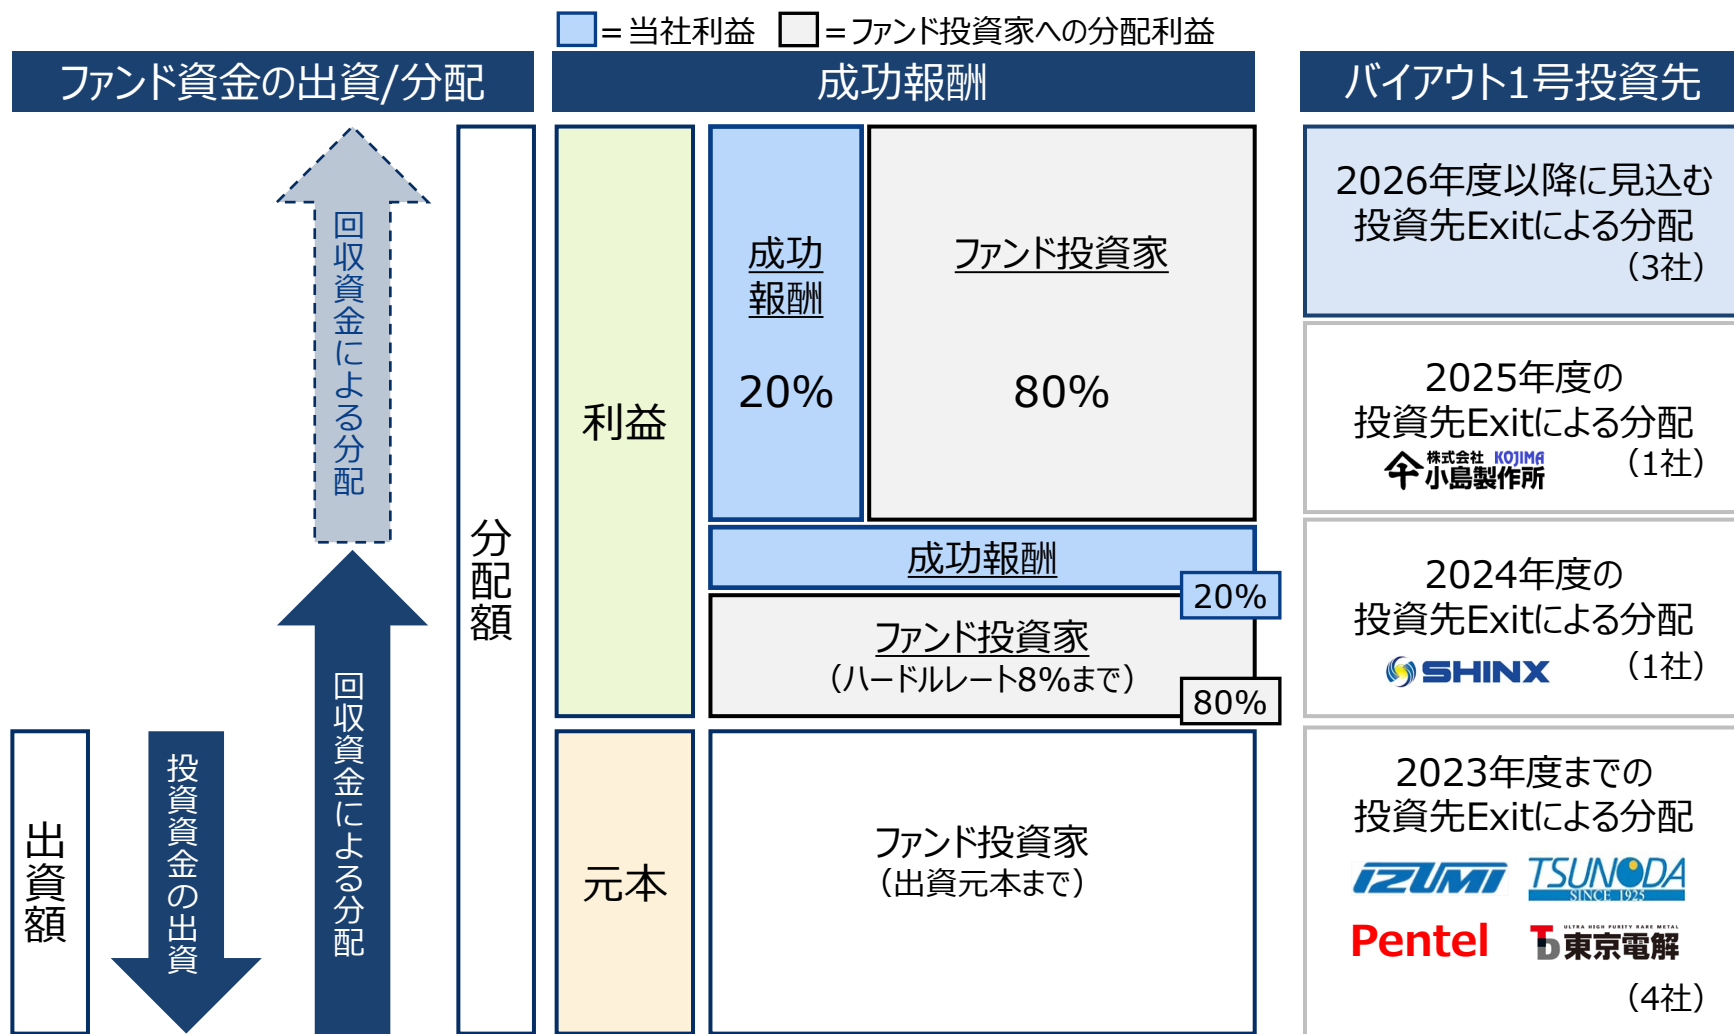 =当社利益
=ファンド投資家への分配利益
ファンド資金の出資/分配
成功報酬
バイアウト1号投資先
出資額
投資資金の出資
回収資金による分配
回収資金による分配
分配額
利益
元本
成功
報酬
20%
ファンド投資家
80%
成功報酬
20%
ファンド投資家
（ハードルレート8%まで）
80%
ファンド投資家
（出資元本まで）
2026年度以降に見込む
投資先Exitによる分配
（3社）
2025年度の
投資先Exitによる分配
株式会社 KOJIMA
小島製作所
（1社）
2024年度の
投資先Exitによる分配
SHINX
（1社）
2023年度までの
投資先Exitによる分配
IZUMI
TSUNODA
SINCE 1925
Pentel
ULTRA HIGH PURITY RARE METAL
TD 東京電解
（4社）